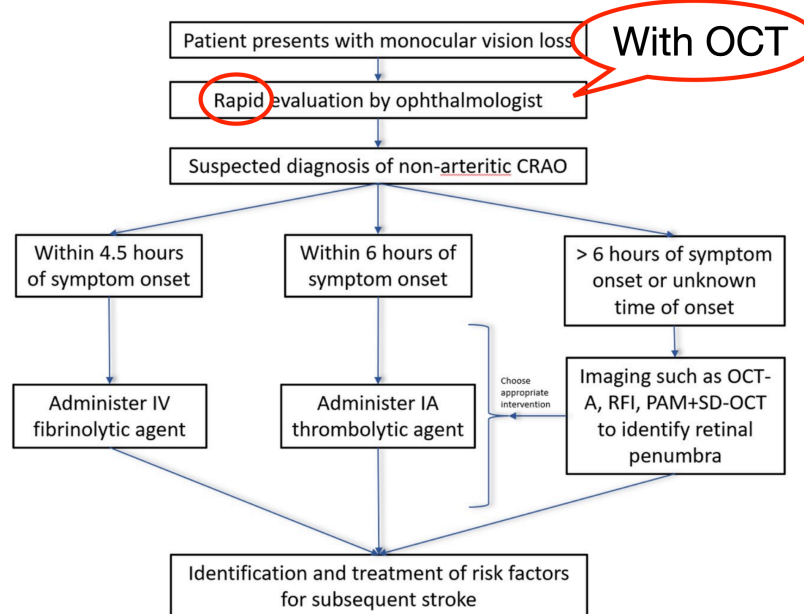 Patient presents with monocular vision loss
With OCT
Rapid evaluation by ophthalmologist
Suspected diagnosis of non-arteritic CRAO
Within 4.5 hours
of symptom onset
Within 6 hours of
symptom onset
> 6 hours of symptom
onset or unknown
time of onset
Administer IV
fibrinolytic agent
Administer IA
thrombolytic agent
Choose
appropriate
intervention
Imaging such as OCT-
A, RFI, PAM+SD-OCT
to identify retinal
penumbra
Identification and treatment of risk factors
for subsequent stroke